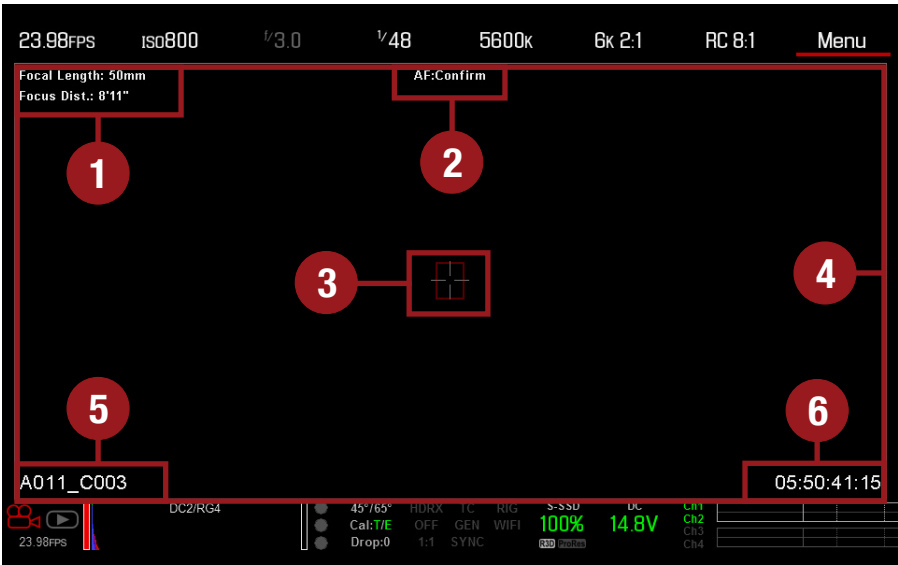 23.98FPS ISO800 f/3.0 1/48 5600K 6K 2:1 RC 8:1 Menu
Focal Length: 50mm AF:Confirm
Focus Dist.: 8'11"
1
2
3
4
5
6
A011_C003 05:50:41:15
DC2/RG4 45°/65° HDRX TC RIG S-SSD DC Ch1
Cal:T/E OFF GEN WIFI 100% 14.8V Ch2
23.98FPS Drop:0 1:1 SYNC R3D ProRes Ch3
Ch4